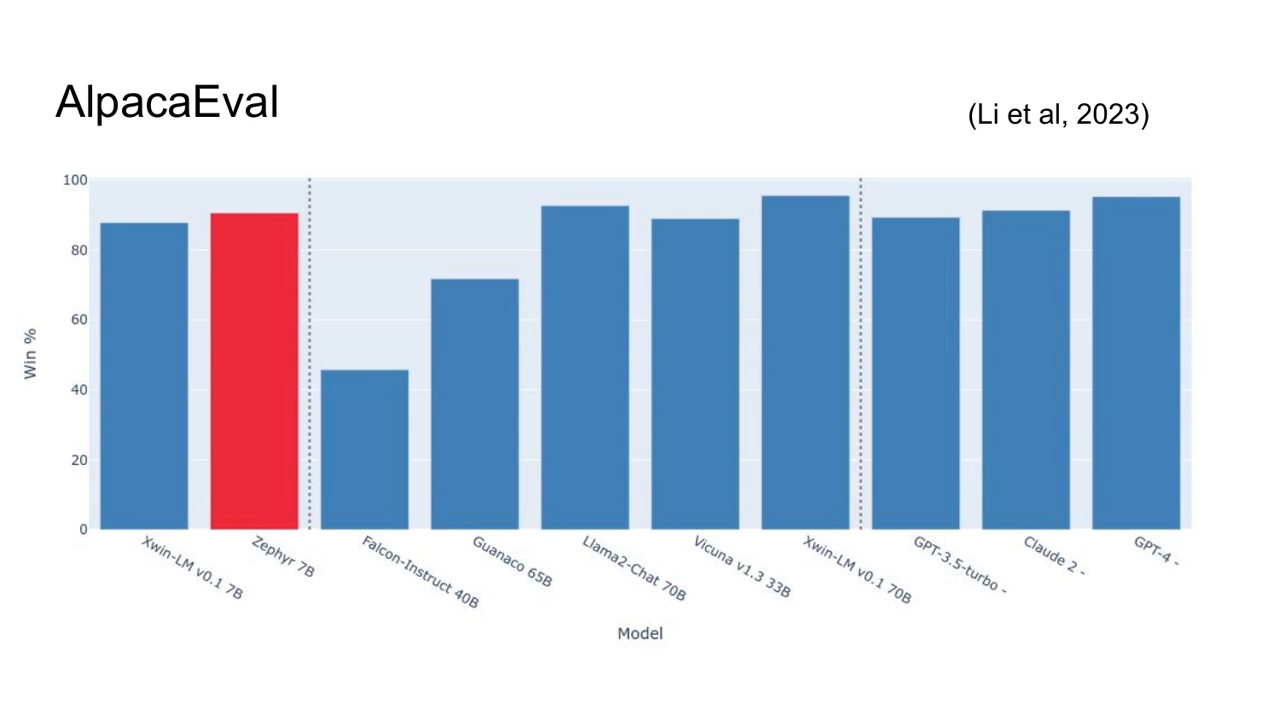 AlpacaEval
(Li et al, 2023)
100
80
60
40
20
0
Win %
Xwin-LM v0.1 7B
Zephyr 7B
Falcon-Instruct 40B
Guanaco 65B
Llama2-Chat 70B
Vicuna v1.3 33B
Xwin-LM v0.1 70B
GPT-3.5-turbo -
Claude 2 -
GPT-4 -
Model